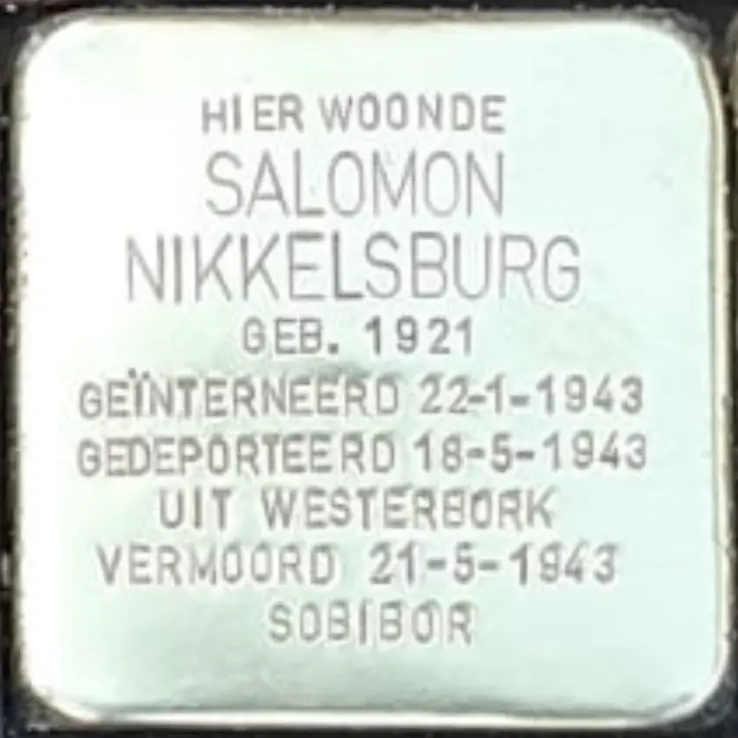 HIER WOONDE
SALOMON
NIKKELSBURG
GEB. 1921
GEÏNTERNEERD 22-1-1943
GEDEPORTEERD 18-5-1943
UIT WESTERBORK
VERMOORD 21-5-1943
SOBIBOR